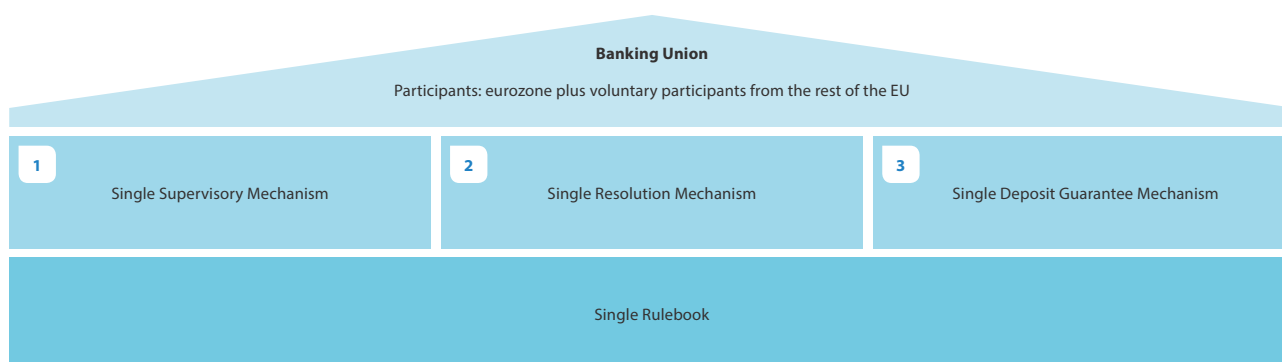 Banking Union
Participants: eurozone plus voluntary participants from the rest of the EU
1
Single Supervisory Mechanism
2
Single Resolution Mechanism
3
Single Deposit Guarantee Mechanism
Single Rulebook